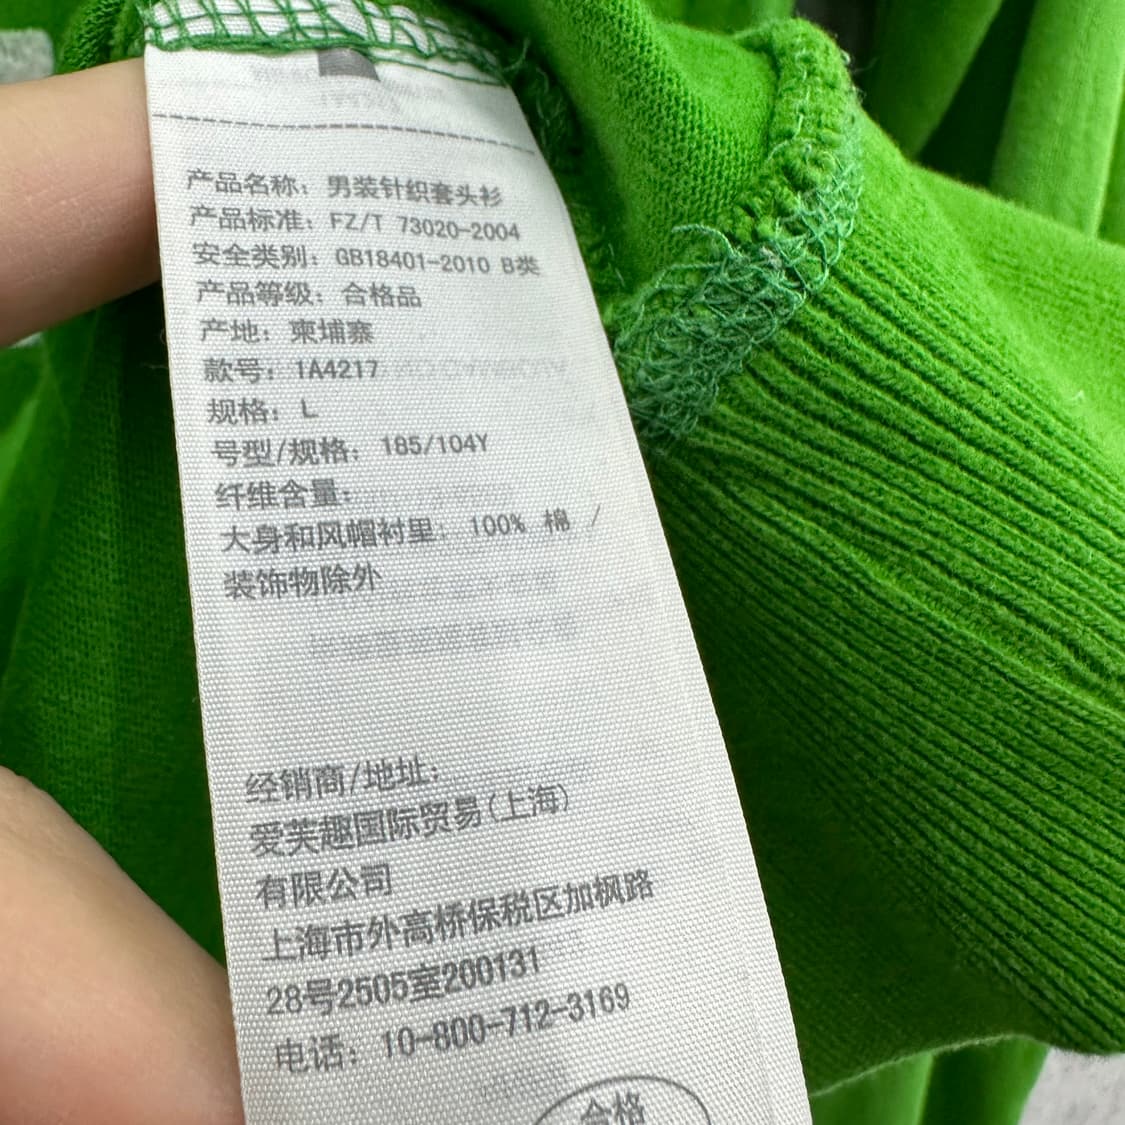 产品名称: 男装针织套头衫
产品标准: FZ/T 73020-2004
安全类别: GB18401-2010 B类
产品等级: 合格品
产地: 柬埔寨
款号: 1A4217
规格: L
号型/规格: 185/104Y
纤维含量:
大身和风帽衬里: 100% 棉 /
装饰物除外
经销商/地址:
爱芙趣国际贸易(上海)
有限公司
上海市外高桥保税区加枫路
28号2505室200131
电话: 10-800-712-3169
合格